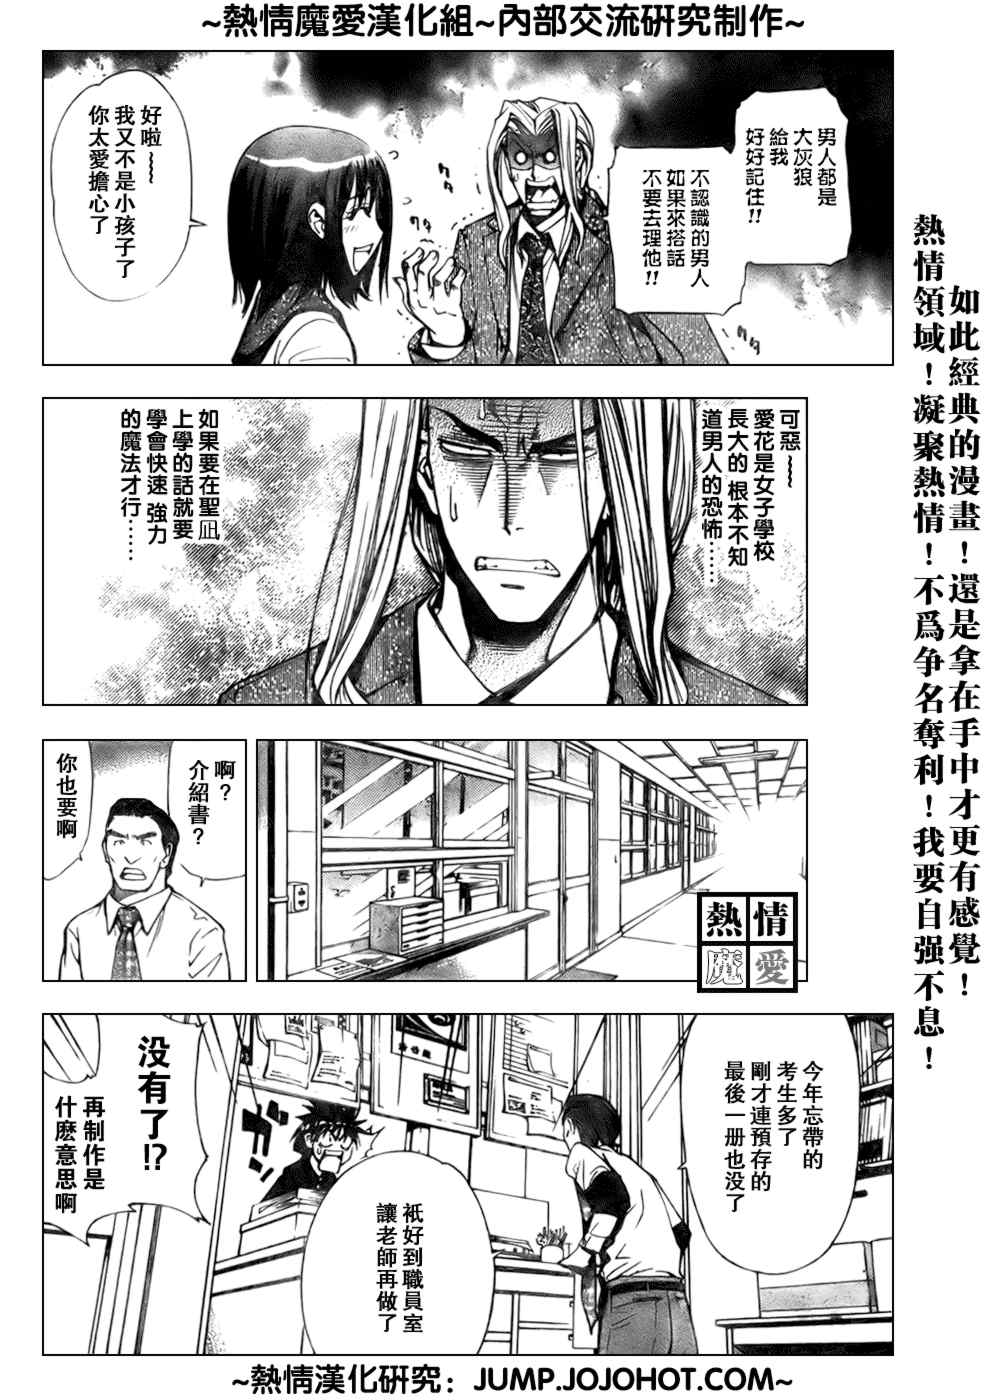 ~熱情魔愛漢化組~內部交流研究制作~
男人都是
大灰狼
給我
好好記住!!
不認識的男人
如果來搭話
不要去理他!!
好啦~~
我又不是小孩子了
你太愛擔心了
可惡~~
愛花是女子學校
長大的 根本不知
道男人的恐怖……
如果要在聖凪
上學的話就要
學會快速 強力
的魔法才行……
啊?
介紹書?
你也要啊
熱情
魔愛
今年忘帶的
考生多了
剛才連預存的
最後一册也没了
衹好到職員室
讓老師再做了
没有了!?
再制作是
什麽意思啊
如此經典的漫畫!還是拿在手中才更有感覺!
熱情領域!凝聚熱情!不爲争名奪利!我要自强不息!
~熱情漢化研究: JUMP.JOJOHOT.COM~